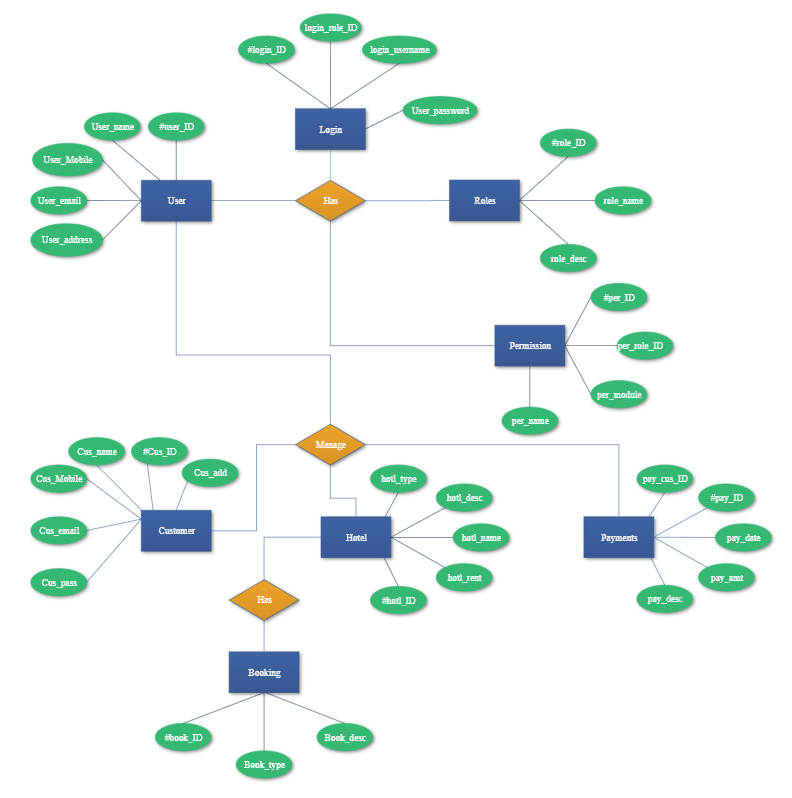 login_role_ID
#login_ID
login_username
User_password
Login
User_name
#user_ID
User_Mobile
User_email
User_address
User
Has
Roles
#role_ID
role_name
role_desc
#per_ID
per_role_ID
per_module
per_name
Permission
Manage
Cus_name
#Cus_ID
Cus_add
Cus_Mobile
Cus_email
Cus_pass
Customer
hotl_type
hotl_desc
hotl_name
hotl_rent
#hotl_ID
Hotel
pay_cus_ID
#pay_ID
pay_date
pay_amt
pay_desc
Payments
Has
Booking
#book_ID
Book_type
Book_desc